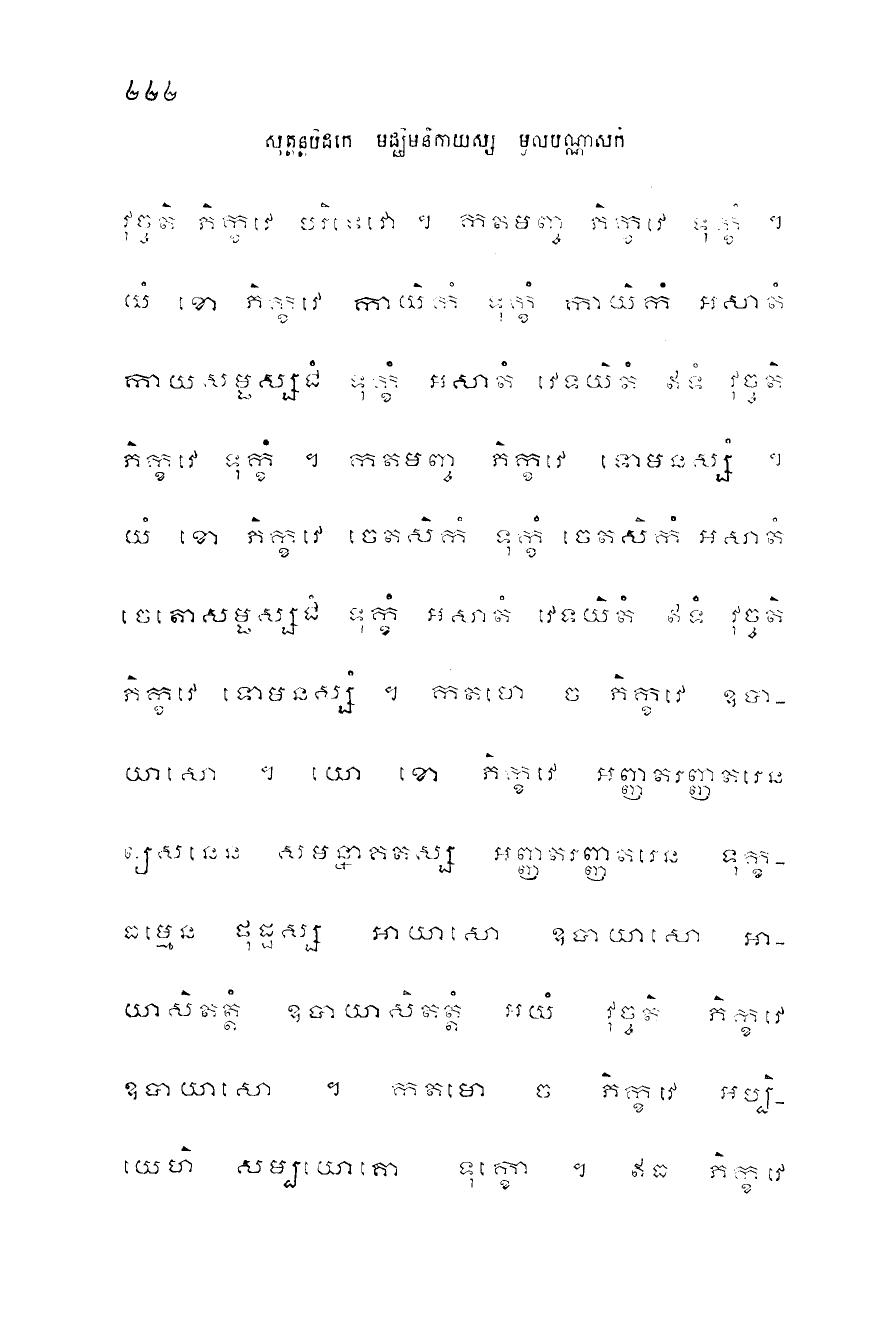 ៤៤៤
សុត្តន្តបិដកេ មជ្ឈិមនិកាយស្ស មូលបណ្ណាសកំ
វុច្ចតិ ភិក្ខវេ បរិទេវោ ។ កតមញ្ច ភិក្ខវេ ទុក្ខំ ។
យំ ខោ ភិក្ខវេ កាយិកំ ទុក្ខំ កាយិកំ អសាតំ
កាយសម្ផស្សជំ ទុក្ខំ អសាតំ វេទយិតំ ឥទំ វុច្ចតិ
ភិក្ខវេ ទុក្ខំ ។ កតមញ្ច ភិក្ខវេ ទោមនស្សំ ។
យំ ខោ ភិក្ខវេ ចេតសិកំ ទុក្ខំ ចេតសិកំ អសាតំ
ចេតោសម្ផស្សជំ ទុក្ខំ អសាតំ វេទយិតំ ឥទំ វុច្ចតិ
ភិក្ខវេ ទោមនស្សំ ។ កតមោ ច ភិក្ខវេ ឧបា-
យាសោ ។ យោ ខោ ភិក្ខវេ អញ្ញតរញ្ញតរេន
ព្យសនេន សមន្នាគតស្ស អញ្ញតរញ្ញតរេន ទុក្ខ-
ធម្មេន ផុដ្ឋស្ស អាយាសោ ឧបាយាសោ អា-
យាសិតត្តំ ឧបាយាសិតត្តំ អយំ វុច្ចតិ ភិក្ខវេ
ឧបាយាសោ ។ កតមោ ច ភិក្ខវេ អប្បិ-
យេហិ សម្បយោគោ ទុក្ខោ ។ ឥធ ភិក្ខវេ